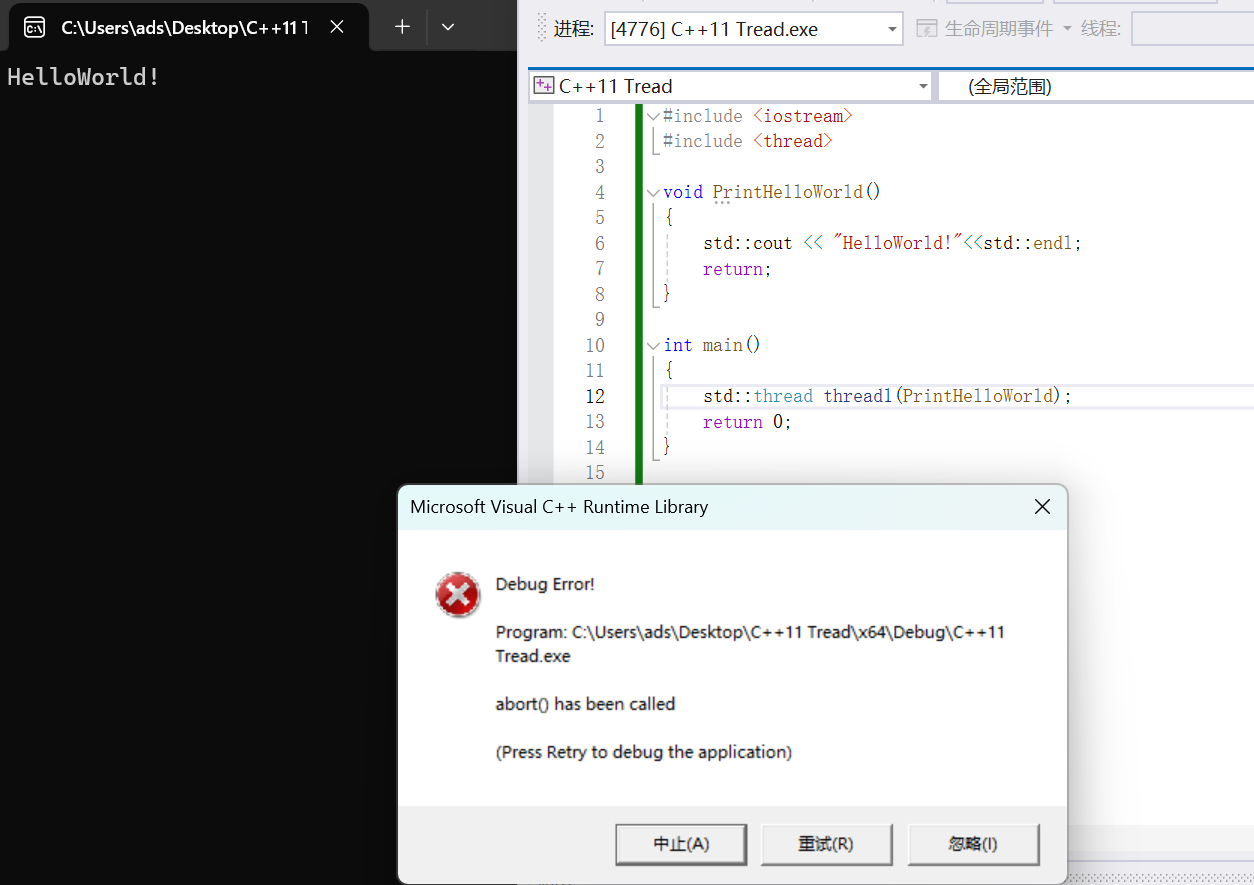 C:\Users\ads\Desktop\C++11 T
HelloWorld!
进程: [4776] C++11 Tread.exe 生命周期事件 线程:
C++11 Tread (全局范围)
1 #include <iostream>
2 #include <thread>
3
4 void PrintHelloWorld()
5 {
6 std::cout << "HelloWorld!"<<std::endl;
7 return;
8 }
9
10 int main()
11 {
12 std::thread thread1(PrintHelloWorld);
13 return 0;
14 }
15
Microsoft Visual C++ Runtime Library
Debug Error!
Program: C:\Users\ads\Desktop\C++11 Tread\x64\Debug\C++11
Tread.exe
abort() has been called
(Press Retry to debug the application)
中止(A) 重试(R) 忽略(I)